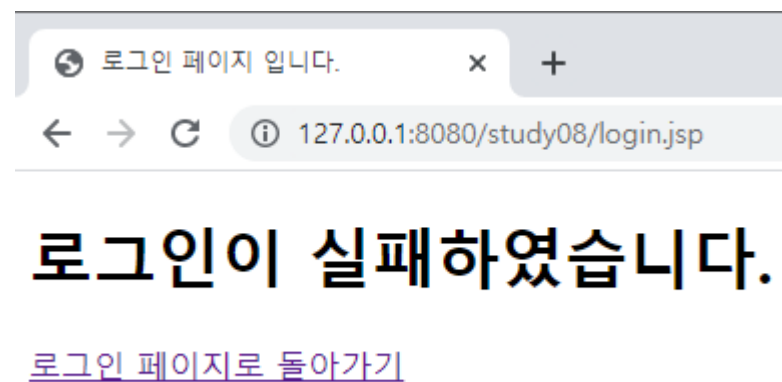 로그인 페이지 입니다.
127.0.0.1:8080/study08/login.jsp
로그인이 실패하였습니다.
로그인 페이지로 돌아가기